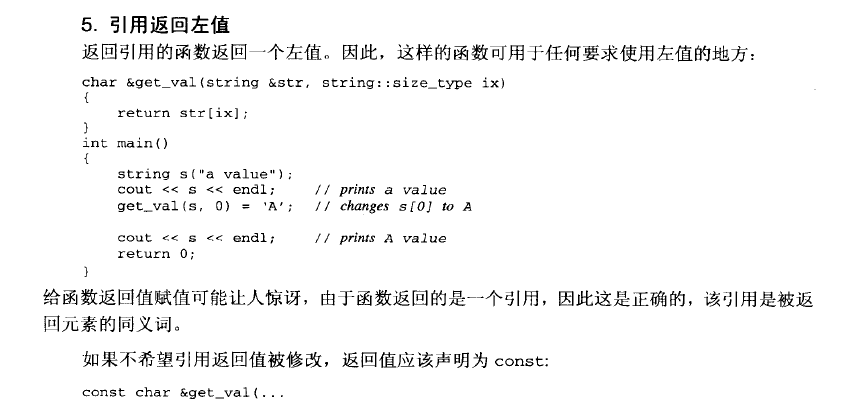 5. 引用返回左值
返回引用的函数返回一个左值。因此，这样的函数可用于任何要求使用左值的地方：
char &get_val(string &str, string::size_type ix)
{
    return str[ix];
}
int main()
{
    string s("a value");
    cout << s << endl;    // prints a value
    get_val(s, 0) = 'A';  // changes s[0] to A

    cout << s << endl;    // prints A value
    return 0;
}
给函数返回值赋值可能让人惊讶，由于函数返回的是一个引用，因此这是正确的，该引用是被返
回元素的同义词。
如果不希望引用返回值被修改，返回值应该声明为 const:
const char &get_val(...